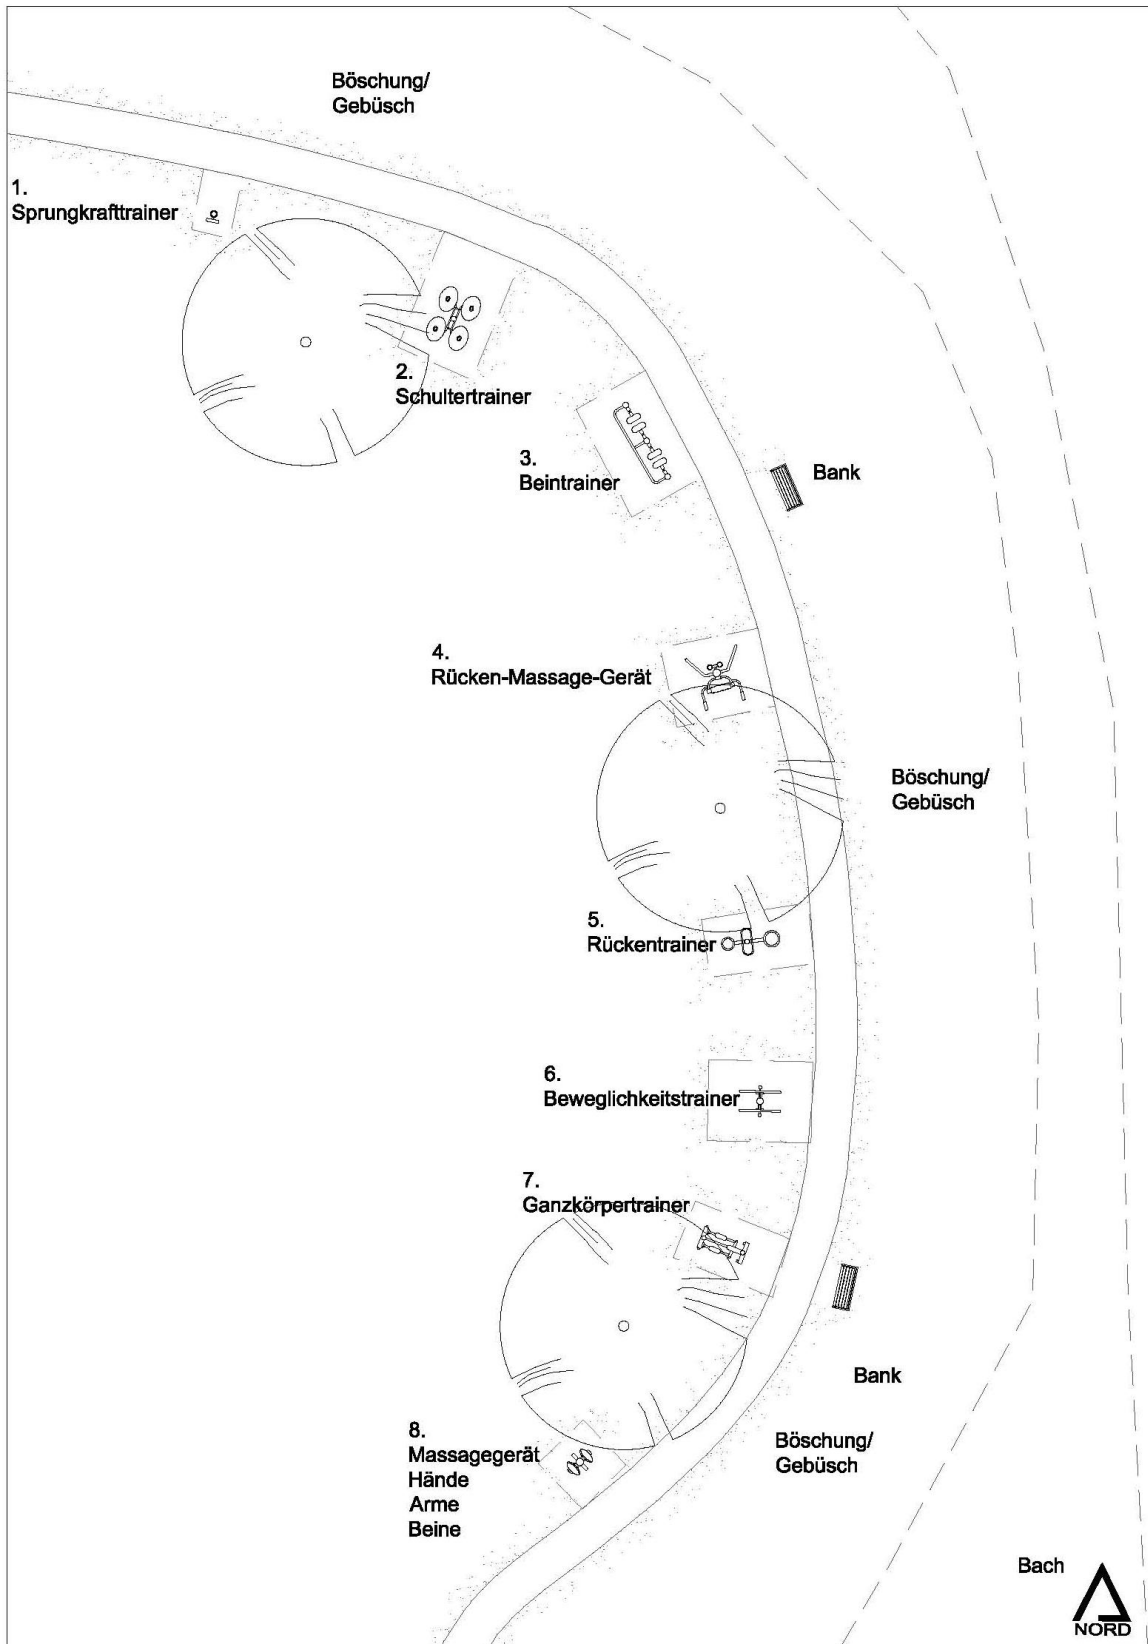 Böschung/
Gebüsch
1.
Sprungkrafttrainer
2.
Schultertrainer
3.
Beintrainer
Bank
4.
Rücken-Massage-Gerät
Böschung/
Gebüsch
5.
Rückentrainer
6.
Beweglichkeitstrainer
7.
Ganzkörpertrainer
Bank
8.
Massagegerät
Hände
Arme
Beine
Böschung/
Gebüsch
Bach
NORD